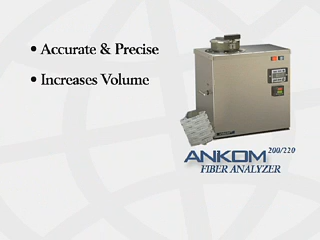 • Accurate & Precise
• Increases Volume
ANKOM 200/220
FIBER ANALYZER